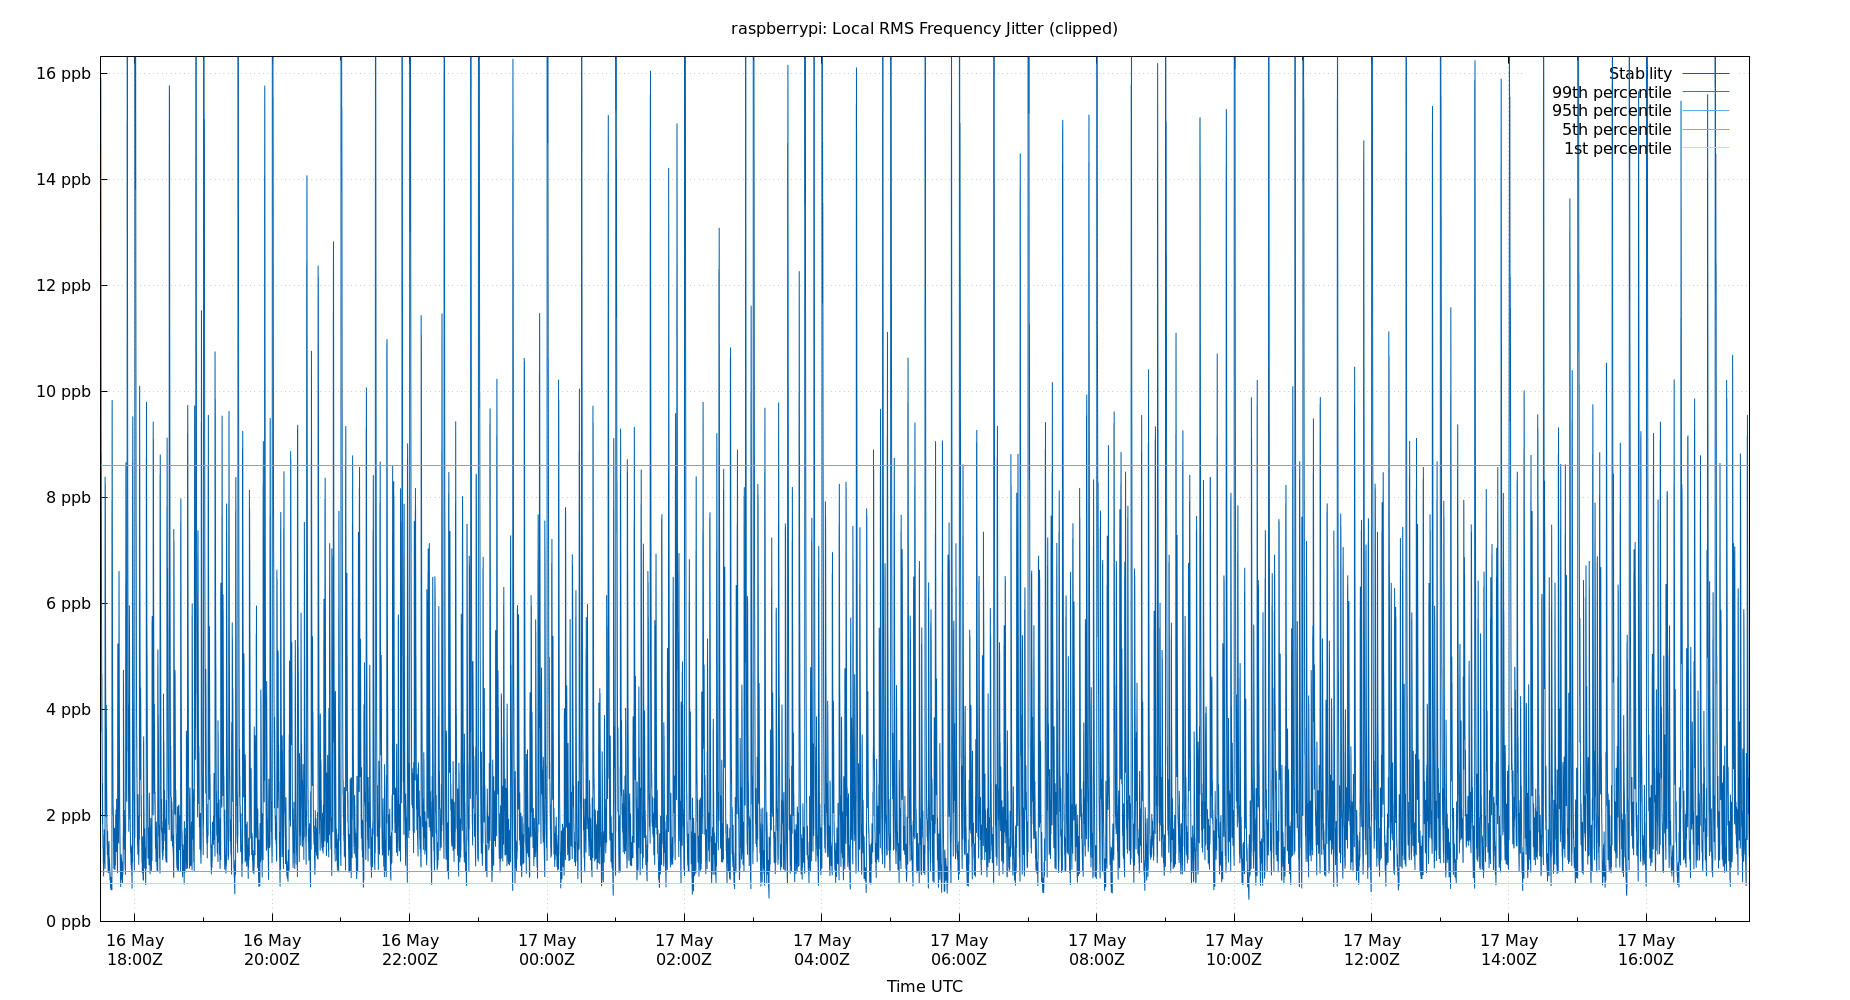 raspberrypi: Local RMS Frequency Jitter (clipped)
16 ppb
14 ppb
12 ppb
10 ppb
8 ppb
6 ppb
4 ppb
2 ppb
0 ppb
Stability
99th percentile
95th percentile
5th percentile
1st percentile
16 May 16 May 16 May 17 May 17 May 17 May 17 May 17 May 17 May 17 May 17 May 17 May
18:00Z 20:00Z 22:00Z 00:00Z 02:00Z 04:00Z 06:00Z 08:00Z 10:00Z 12:00Z 14:00Z 16:00Z
Time UTC